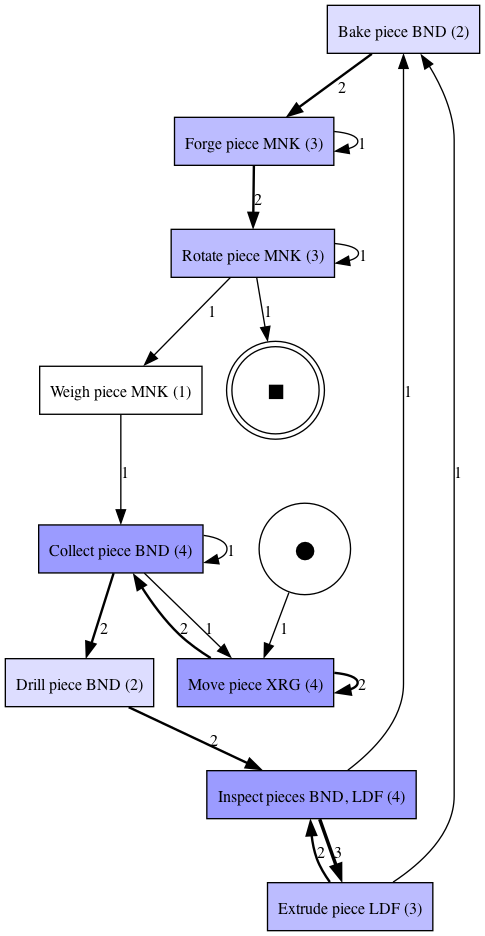 Bake piece BND (2)
2
Forge piece MNK (3)
1
2
Rotate piece MNK (3)
1
1
1
Weigh piece MNK (1)
1
1
1
Collect piece BND (4)
1
1
2
2
1
Drill piece BND (2)
Move piece XRG (4)
2
2
Inspect pieces BND, LDF (4)
2
3
Extrude piece LDF (3)